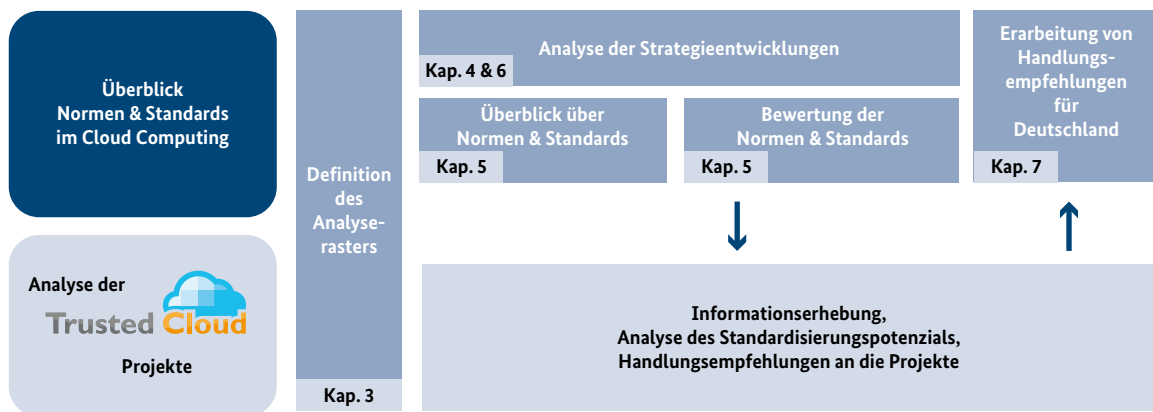 Überblick
Normen & Standards
im Cloud Computing
Analyse der
Trusted Cloud
Projekte
Definition
des
Analyse-
rasters
Kap. 3
Analyse der Strategieentwicklungen
Kap. 4 & 6
Überblick über
Normen & Standards
Kap. 5
Bewertung der
Normen & Standards
Kap. 5
Erarbeitung von
Handlungs-
empfehlungen
für
Deutschland
Kap. 7
Informationserhebung,
Analyse des Standardisierungspotenzials,
Handlungsempfehlungen an die Projekte